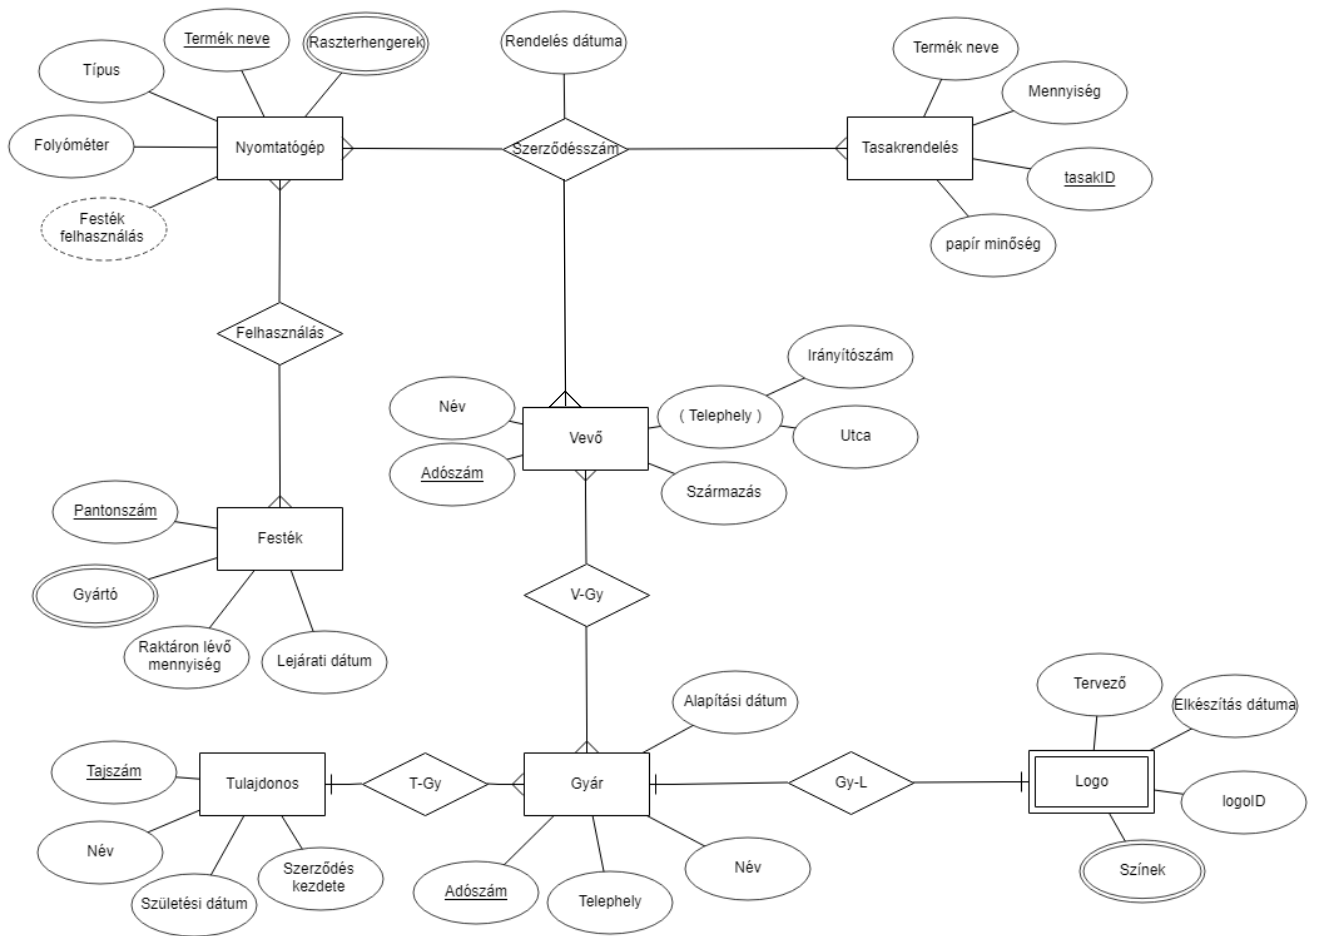 Termék neve
Raszterhengerek
Rendelés dátuma
Termék neve
Típus
Mennyiség
Folyóméter
Nyomtatógép
Szerződésszám
Tasakrendelés
tasakID
Festék
felhasználás
papír minőség
Felhasználás
Irányítószám
Név
( Telephely )
Vevő
Utca
Adószám
Származás
Pantonszám
Festék
Gyártó
V-Gy
Raktáron lévő
mennyiség
Lejárati dátum
Alapítási dátum
Tervező
Elkészítás dátuma
Tajszám
Tulajdonos
T-Gy
Gyár
Gy-L
Logo
logoID
Név
Szerződés
kezdete
Név
Színek
Születési dátum
Adószám
Telephely